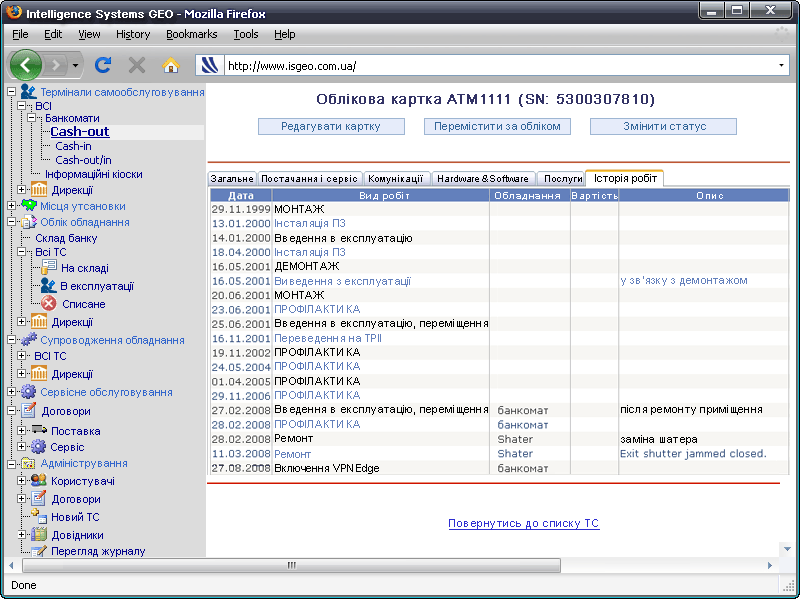 Intelligence Systems GEO - Mozilla Firefox
File Edit View History Bookmarks Tools Help
http://www.isgeo.com.ua/
Термінали самообслуговування
ВСІ
Банкомати
Cash-out
Cash-in
Cash-out/in
Інформаційні кіоски
Дирекції
Місця утсановки
Облік обладнання
Склад банку
Всі ТС
На складі
В експлуатації
Списане
Дирекції
Супроводження обладнання
ВСІ ТС
Дирекції
Сервісне обслуговування
Договори
Поставка
Сервіс
Адміністрування
Користувачі
Договори
Новий ТС
Довідники
Перегляд журналу
Облікова картка ATM1111 (SN: 5300307810)
Редагувати картку Перемістити за обліком Змінити статус
Загальне Постачання і сервіс Комунікації Hardware & Software Послуги Історія робіт
Дата Вид робіт Обладнання Вартість Опис
29.11.1999 МОНТАЖ
13.01.2000 Інсталяція ПЗ
14.01.2000 Введення в експлуатацію
18.04.2000 Інсталяція ПЗ
16.05.2001 ДЕМОНТАЖ
16.05.2001 Виведення з експлуатації у зв'язку з демонтажом
20.06.2001 МОНТАЖ
23.06.2001 ПРОФІЛАКТИКА
25.06.2001 Введення в експлуатацію, переміщення
16.11.2001 Переведення на ТРІІ
19.11.2002 ПРОФІЛАКТИКА
24.05.2004 ПРОФІЛАКТИКА
01.04.2005 ПРОФІЛАКТИКА
29.11.2006 ПРОФІЛАКТИКА
27.02.2008 Введення в експлуатацію, переміщення банкомат після ремонту приміщення
28.02.2008 ПРОФІЛАКТИКА банкомат
28.02.2008 Ремонт Shater заміна шатера
11.03.2008 Ремонт Shater Exit shutter jammed closed.
27.08.2008 Включення VPN Edge банкомат
Повернутись до списку ТС
Done